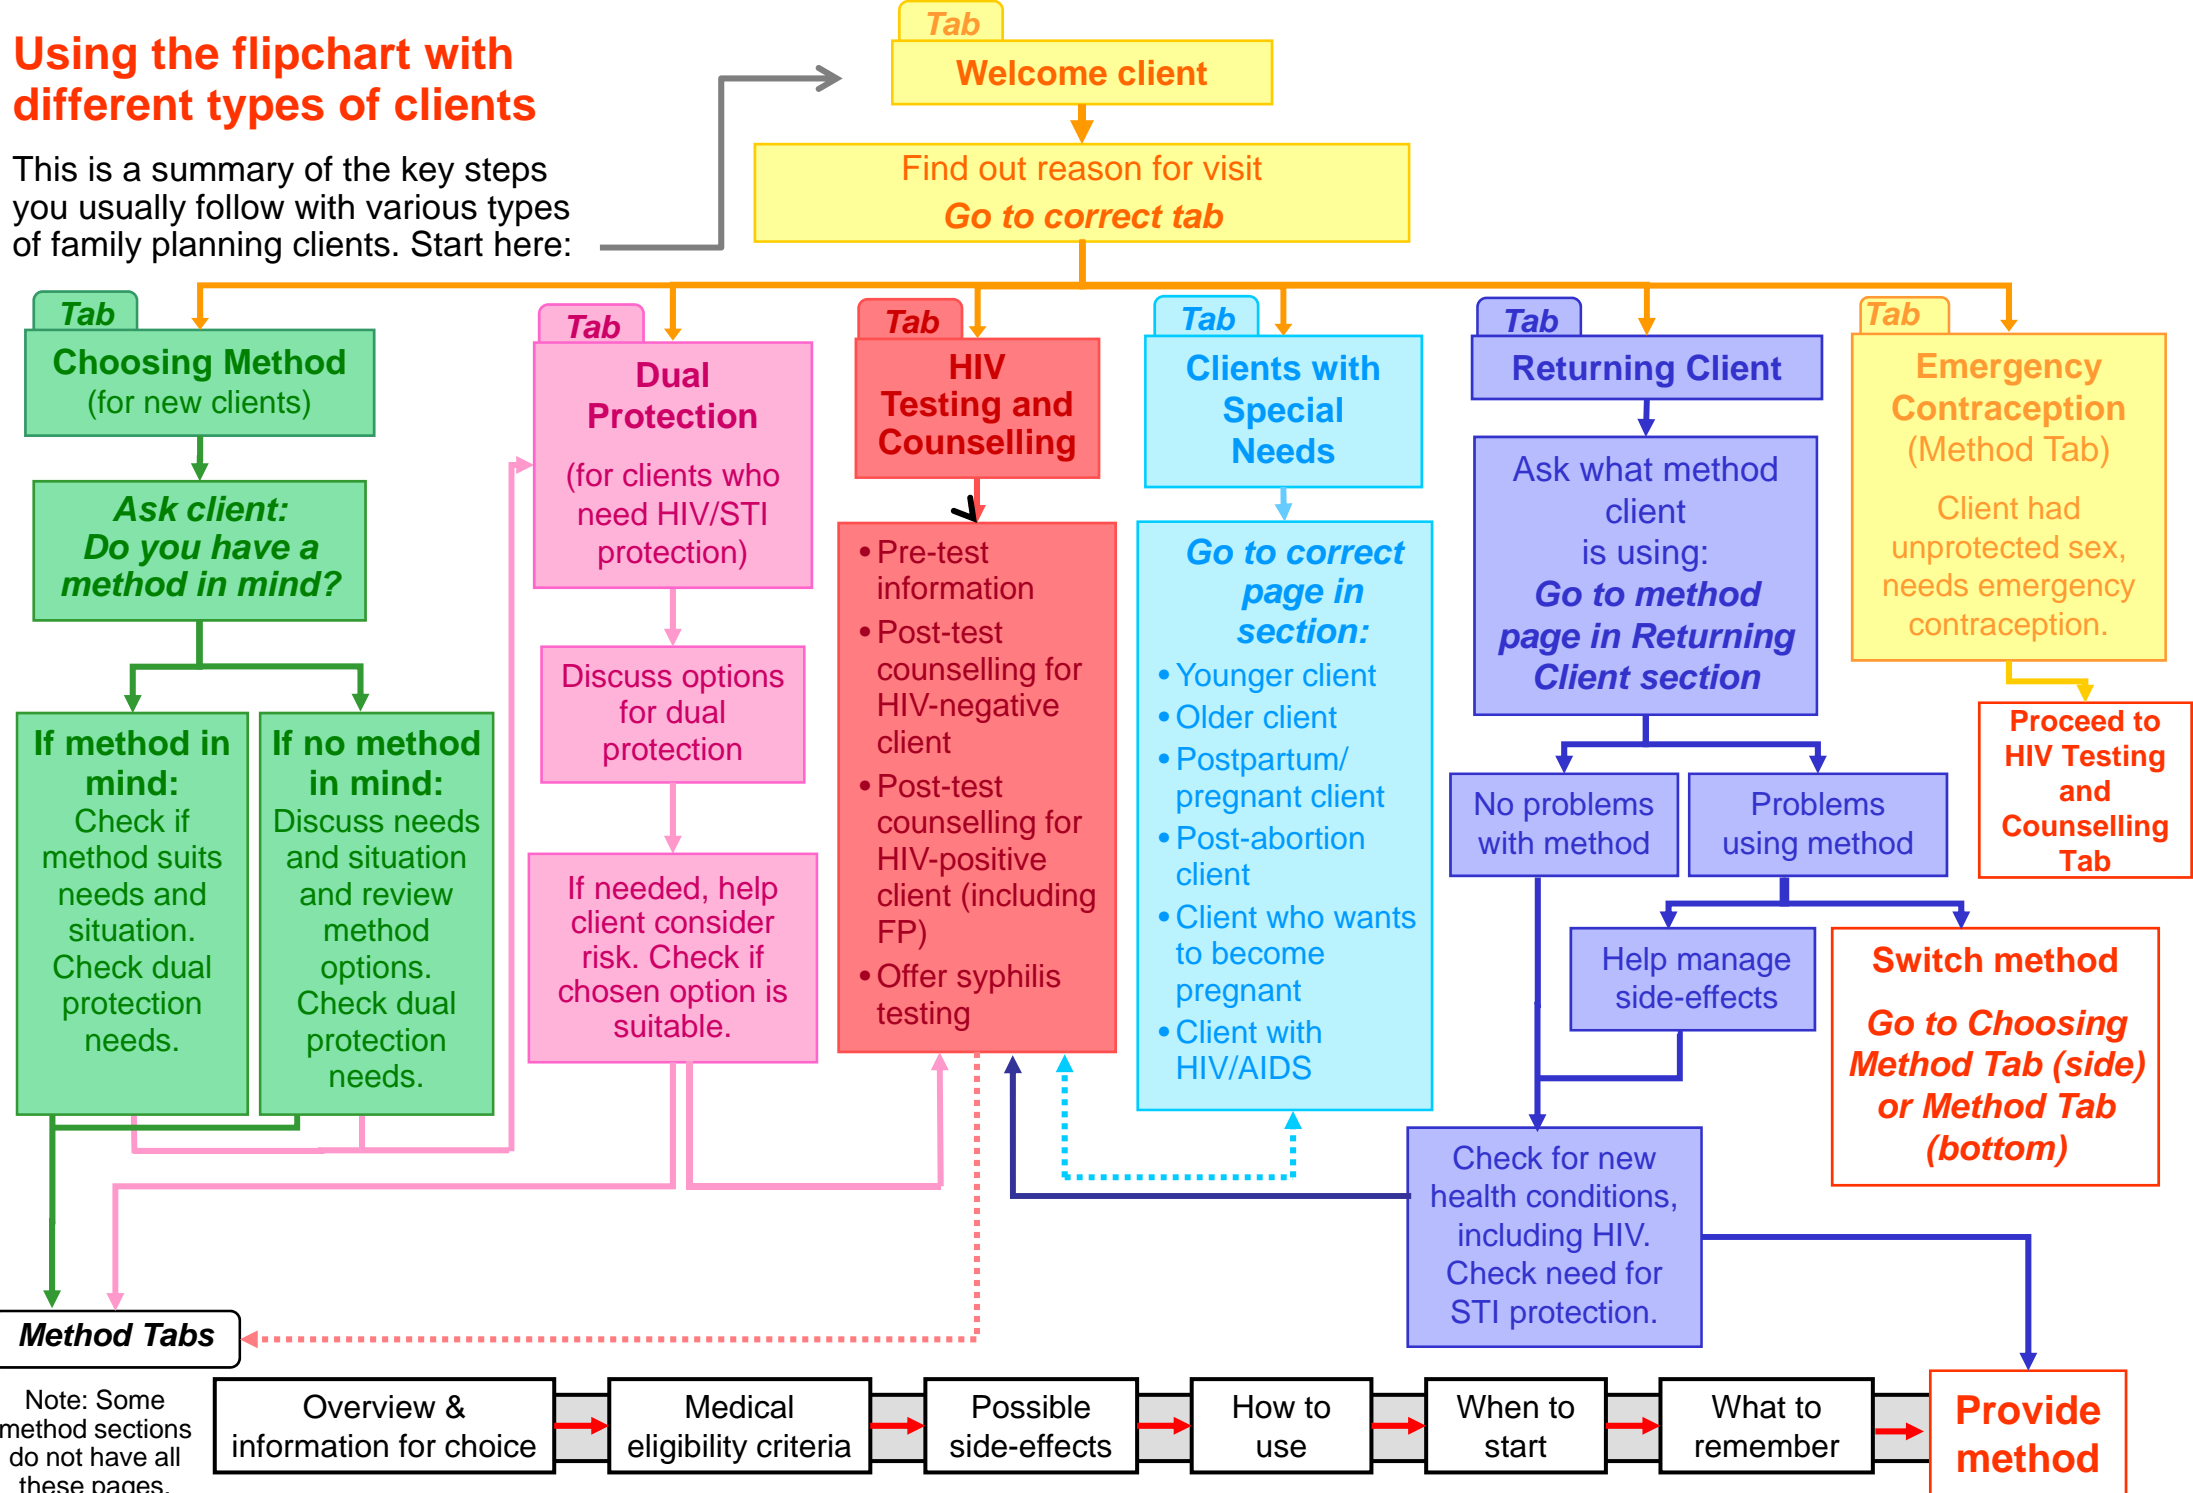 Using the flipchart with
different types of clients
This is a summary of the key steps
you usually follow with various types
of family planning clients. Start here:
Tab
Welcome client
Find out reason for visit
Go to correct tab
Tab
Choosing Method
(for new clients)
Ask client:
Do you have a
method in mind?
If method in
mind:
Check if
method suits
needs and
situation.
Check dual
protection
needs.
If no method
in mind:
Discuss needs
and situation
and review
method
options.
Check dual
protection
needs.
Tab
Dual
Protection
(for clients who
need HIV/STI
protection)
Discuss options
for dual
protection
If needed, help
client consider
risk. Check if
chosen option is
suitable.
Tab
HIV
Testing and
Counselling
• Pre-test
information
• Post-test
counselling for
HIV-negative
client
• Post-test
counselling for
HIV-positive
client (including
FP)
• Offer syphilis
testing
Tab
Clients with
Special
Needs
Go to correct
page in
section:
• Younger client
• Older client
• Postpartum/
pregnant client
• Post-abortion
client
• Client who wants
to become
pregnant
• Client with
HIV/AIDS
Tab
Returning Client
Ask what method
client
is using:
Go to method
page in Returning
Client section
No problems
with method
Problems
using method
Help manage
side-effects
Switch method
Go to Choosing
Method Tab (side)
or Method Tab
(bottom)
Check for new
health conditions,
including HIV.
Check need for
STI protection.
Tab
Emergency
Contraception
(Method Tab)
Client had
unprotected sex,
needs emergency
contraception.
Proceed to
HIV Testing
and
Counselling
Tab
Method Tabs
Note: Some
method sections
do not have all
these pages.
Overview &
information for choice
Medical
eligibility criteria
Possible
side-effects
How to
use
When to
start
What to
remember
Provide
method